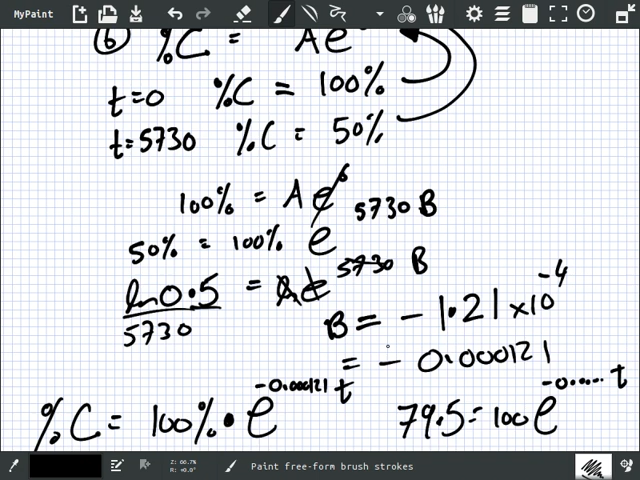 MyPaint
⑥ %C = Ae
t=0 %C = 100%
t=5730 %C = 50%
100% = Ae^0
50% = 100% e^5730 B
ln0.5 / 5730 = ln e^5730 B
B = - 1.21 ×10^-4
= - 0.000121
%C = 100% • e^-0.000121 t
79.5 = 100 e^-0...... t
Z: 66.7%
R: +0.0°
Paint free-form brush strokes